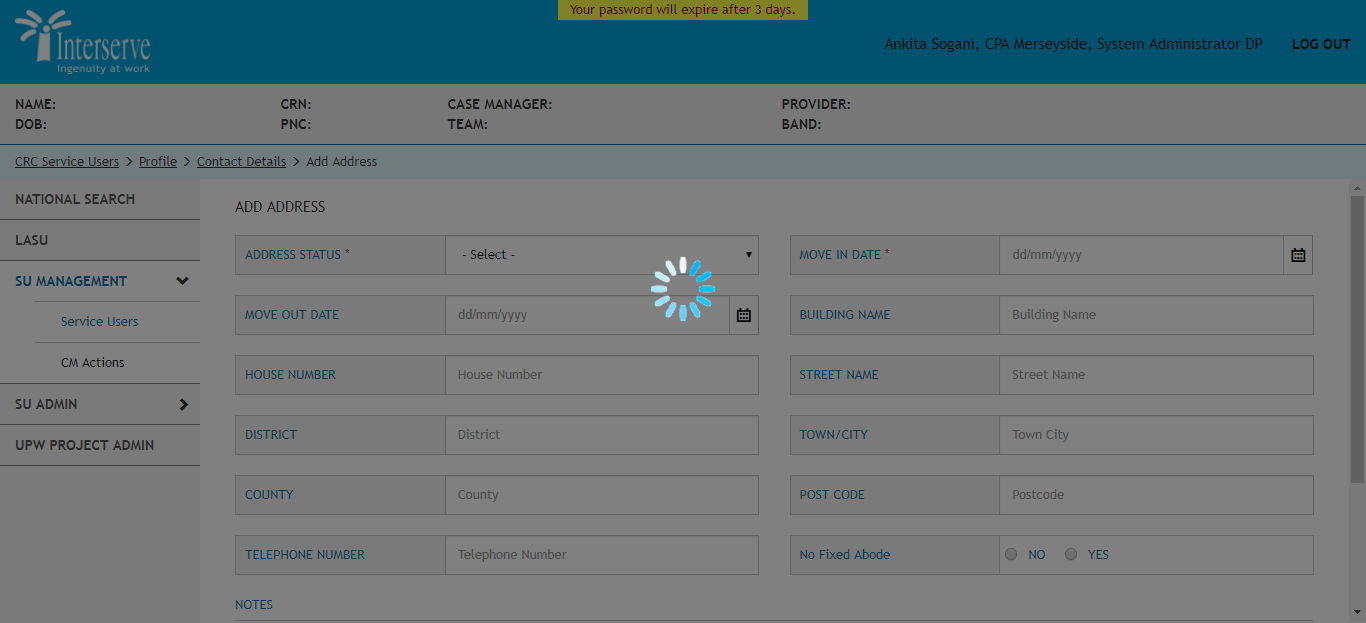 Your password will expire after 3 days.
Interserve
Ingenuity at work
Ankita Sogani, CPA Merseyside, System Administrator DP LOG OUT
NAME: CRN: CASE MANAGER: PROVIDER:
DOB: PNC: TEAM: BAND:
CRC Service Users > Profile > Contact Details > Add Address
NATIONAL SEARCH
LASU
SU MANAGEMENT
Service Users
CM Actions
SU ADMIN
UPW PROJECT ADMIN
ADD ADDRESS
ADDRESS STATUS * - Select - MOVE IN DATE * dd/mm/yyyy
MOVE OUT DATE dd/mm/yyyy BUILDING NAME Building Name
HOUSE NUMBER House Number STREET NAME Street Name
DISTRICT District TOWN/CITY Town City
COUNTY County POST CODE Postcode
TELEPHONE NUMBER Telephone Number No Fixed Abode NO YES
NOTES